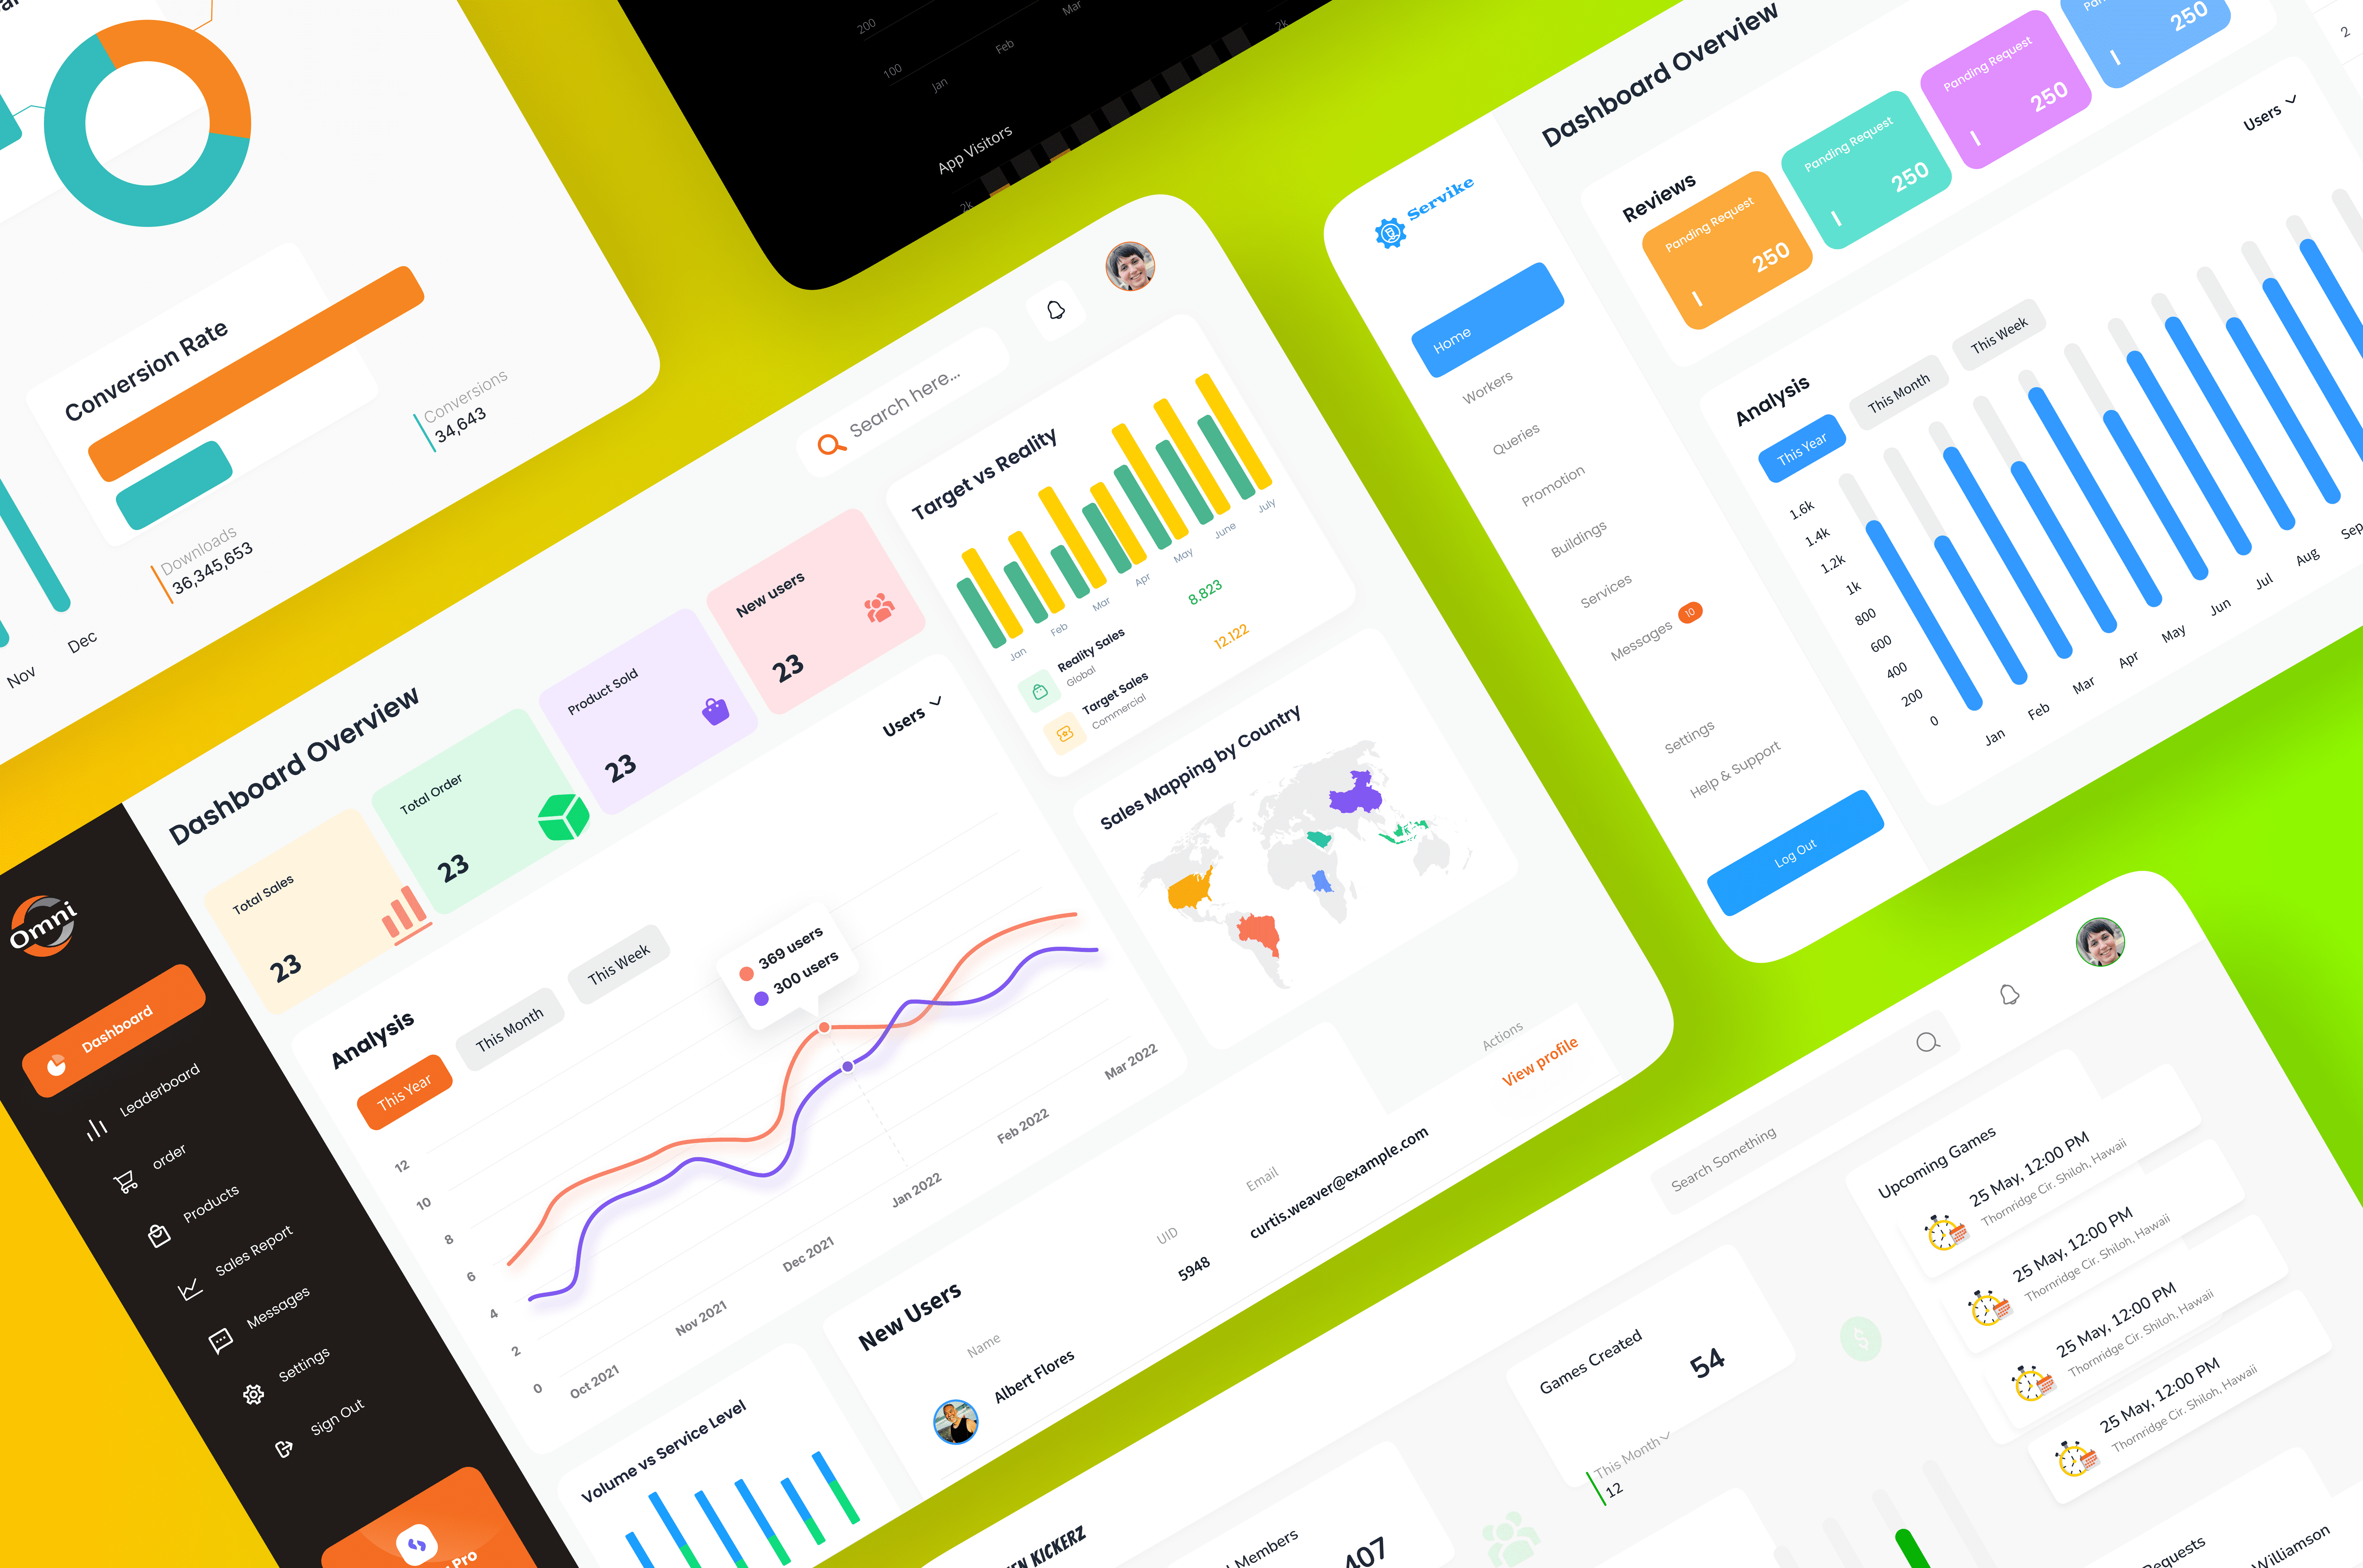 Conversion Rate
Downloads
36,345,653
Conversions
34,643
Nov
Dec
200
100
Jan
Feb
Mar
App Visitors
2k
2k
Omni
Dashboard
Leaderboard
order
Products
Sales Report
Messages
Settings
sign Out
Pro
Dashboard Overview
Search here...
Total Sales
23
Total Order
23
Product Sold
23
New users
23
Analysis
This Year
This Month
This Week
Users
369 users
300 users
12
10
8
6
4
2
0
Oct 2021
Nov 2021
Dec 2021
Jan 2022
Feb 2022
Mar 2022
Target vs Reality
Jan
Feb
Mar
Apr
May
June
July
Reality Sales
Global
8.823
Target Sales
Commercial
12.122
Sales Mapping by Country
Volume vs Service Level
New Users
Name
UID
Email
Actions
Albert Flores
5948
curtis.weaver@example.com
View profile
Servike
Home
Workers
Queries
Promotion
Buildings
Services
Messages
10
Settings
Help & Support
Log Out
Dashboard Overview
Reviews
Panding Request
250
Panding Request
250
Panding Request
250
250
Users
Analysis
This Year
This Month
This Week
1.6k
1.4k
1.2k
1k
800
600
400
200
0
Jan
Feb
Mar
Apr
May
Jun
Jul
Aug
Sep
2
KICKERZ
Search Something
Members
407
Games Created
54
This Month
12
Upcoming Games
25 May, 12:00 PM
Thornridge Cir. Shiloh, Hawaii
25 May, 12:00 PM
Thornridge Cir. Shiloh, Hawaii
25 May, 12:00 PM
Thornridge Cir. Shiloh, Hawaii
25 May, 12:00 PM
Thornridge Cir. Shiloh, Hawaii
Williamson